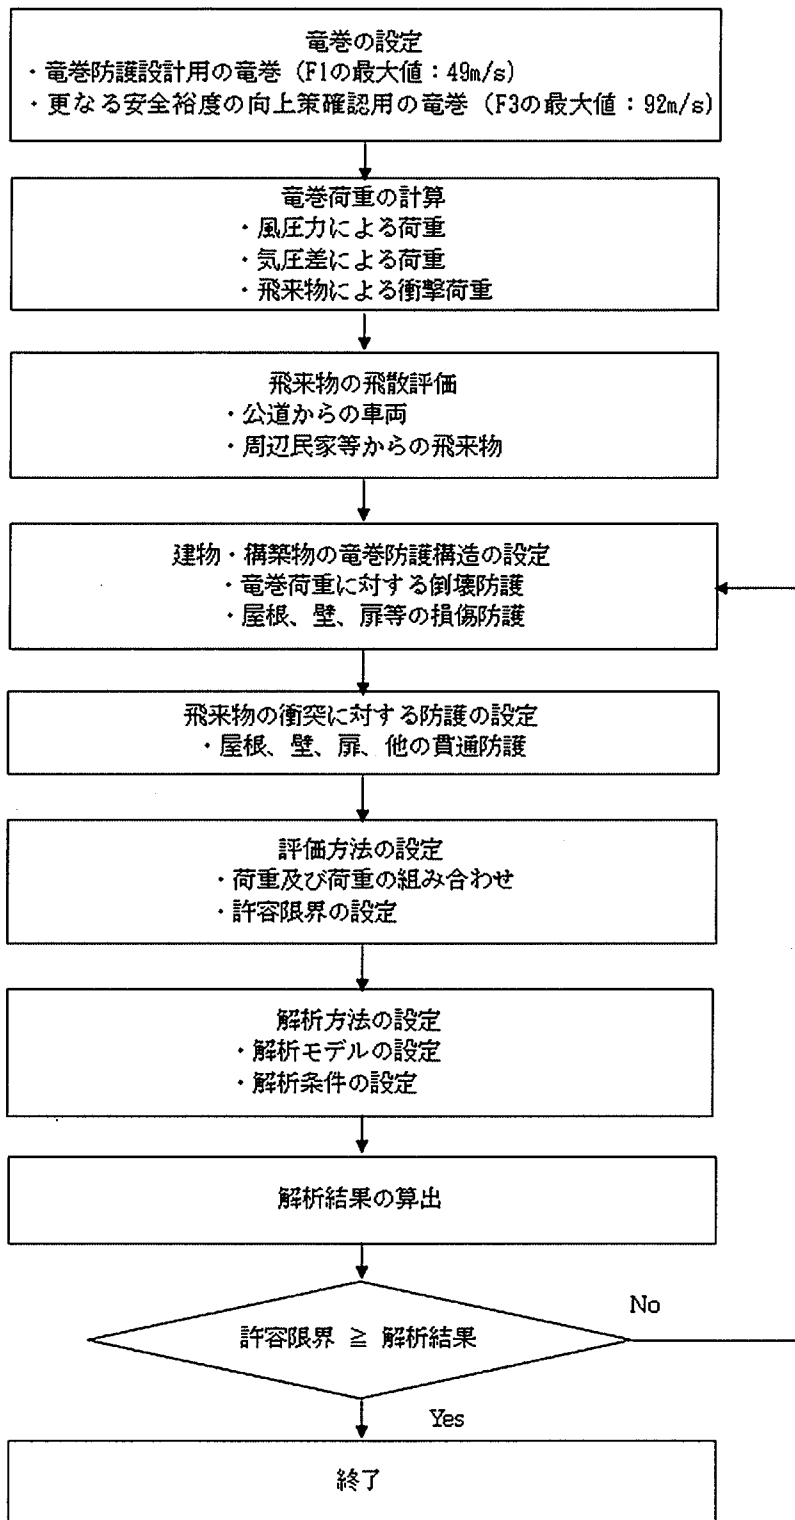 竜巻の設定
・竜巻防護設計用の竜巻（F1の最大値：49m/s）
・更なる安全裕度の向上策確認用の竜巻（F3の最大値：92m/s）
竜巻荷重の計算
・風圧力による荷重
・気圧差による荷重
・飛来物による衝撃荷重
飛来物の飛散評価
・公道からの車両
・周辺民家等からの飛来物
建物・構築物の竜巻防護構造の設定
・竜巻荷重に対する倒壊防護
・屋根、壁、扉等の損傷防護
飛来物の衝突に対する防護の設定
・屋根、壁、扉、他の貫通防護
評価方法の設定
・荷重及び荷重の組み合わせ
・許容限界の設定
解析方法の設定
・解析モデルの設定
・解析条件の設定
解析結果の算出
許容限界 ≧ 解析結果
No
Yes
終了